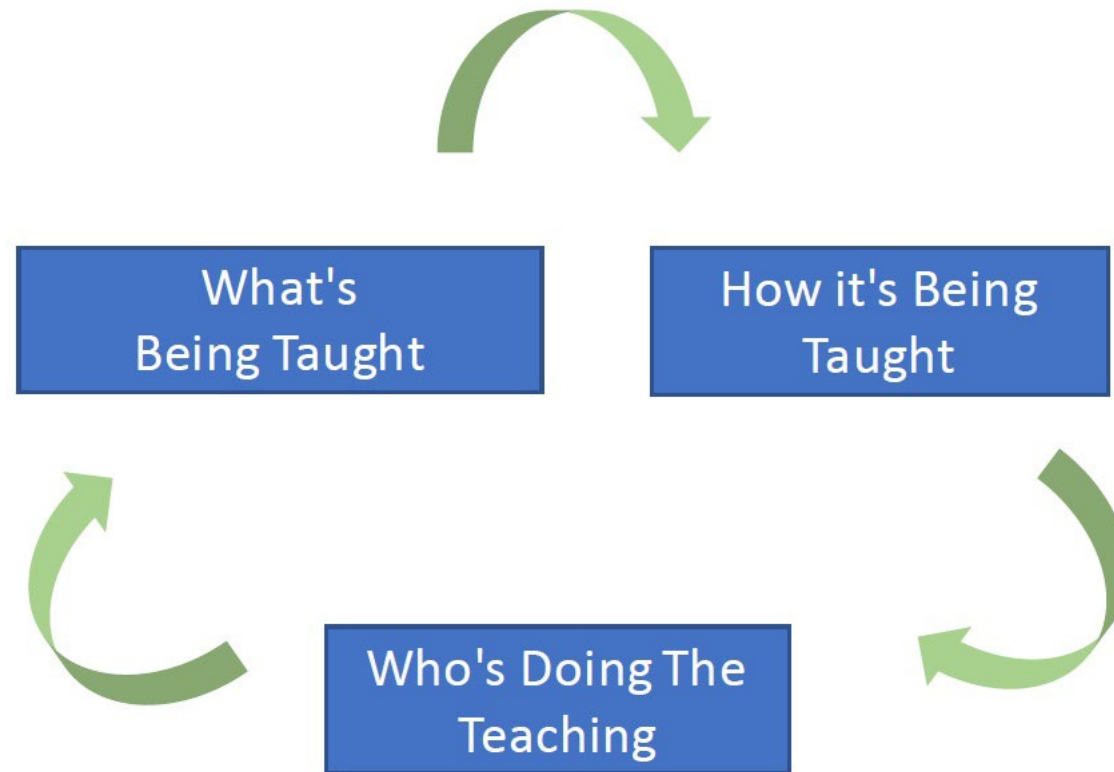 What's
Being Taught
How it's Being
Taught
Who's Doing The
Teaching